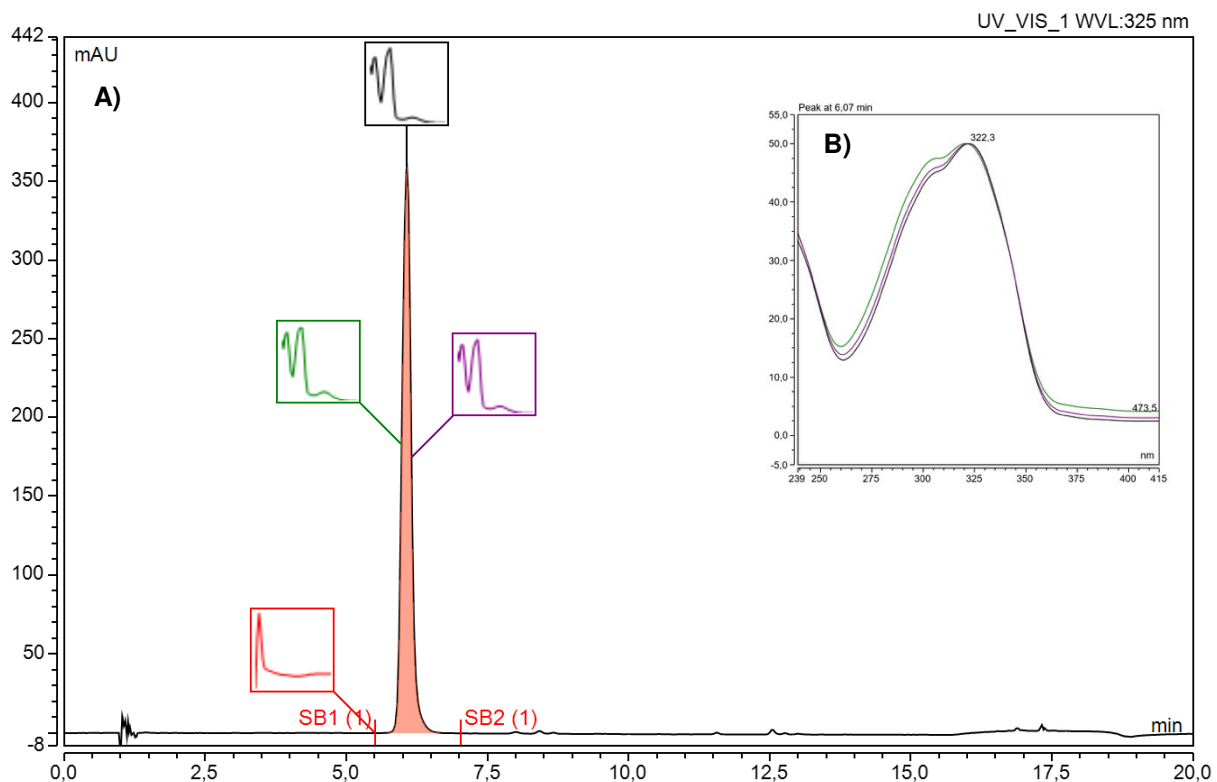 UV_VIS_1 WVL:325 nm
442
mAU
A)
400
350
300
250
200
150
100
50
-8
SB1 (1)
SB2 (1)
min
0,0 2,5 5,0 7,5 10,0 12,5 15,0 17,5 20,0
Peak at 6,07 min
55,0
B)
322,3
50,0
40,0
30,0
20,0
10,0
473,5
0,0
nm
-5,0
239 250 275 300 325 350 375 400 415